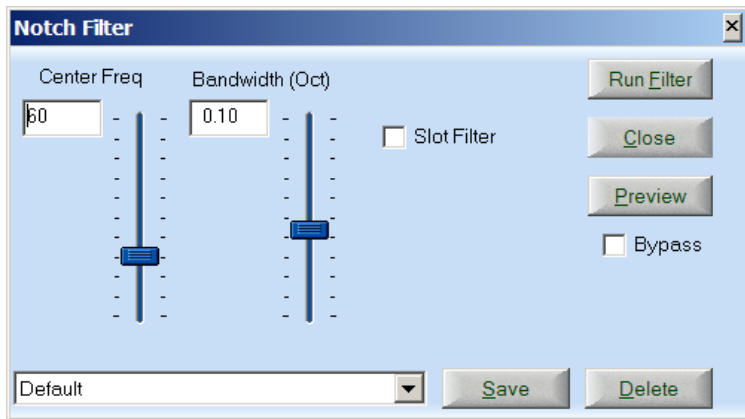 Notch Filter
Center Freq
Bandwidth (Oct)
60
0.10
Slot Filter
Run Filter
Close
Preview
Bypass
Default
Save
Delete